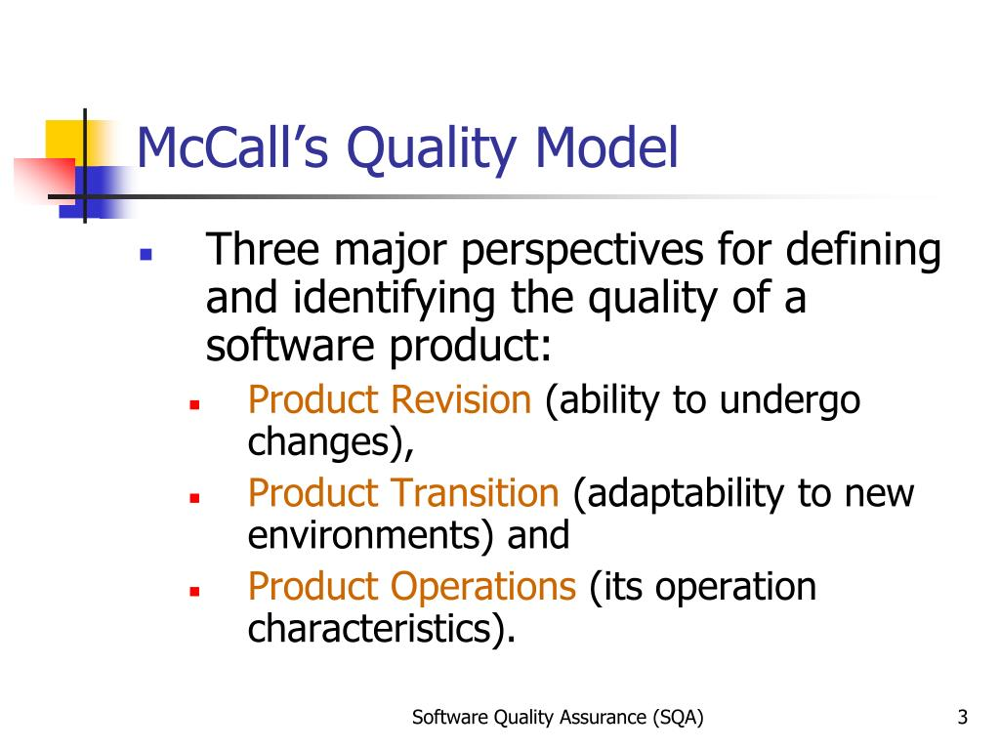 McCall’s Quality Model
Three major perspectives for defining
and identifying the quality of a
software product:
Product Revision (ability to undergo
changes),
Product Transition (adaptability to new
environments) and
Product Operations (its operation
characteristics).
Software Quality Assurance (SQA)
3